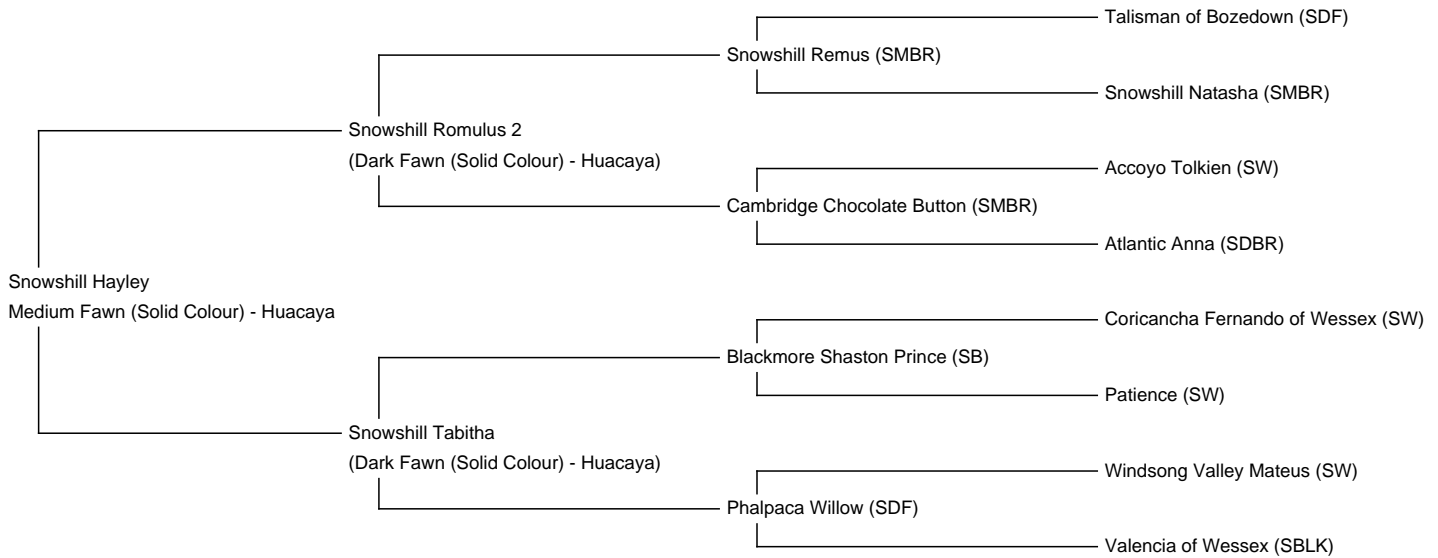 Talisman of Bozedown (SDF)
Snowshill Remus (SMBR)
Snowshill Natasha (SMBR)
Snowshill Romulus 2
(Dark Fawn (Solid Colour) - Huacaya)
Accoyo Tolkien (SW)
Cambridge Chocolate Button (SMBR)
Atlantic Anna (SDBR)
Snowshill Hayley
Medium Fawn (Solid Colour) - Huacaya
Coricancha Fernando of Wessex (SW)
Blackmore Shaston Prince (SB)
Patience (SW)
Snowshill Tabitha
(Dark Fawn (Solid Colour) - Huacaya)
Windsong Valley Mateus (SW)
Phalpaca Willow (SDF)
Valencia of Wessex (SBLK)